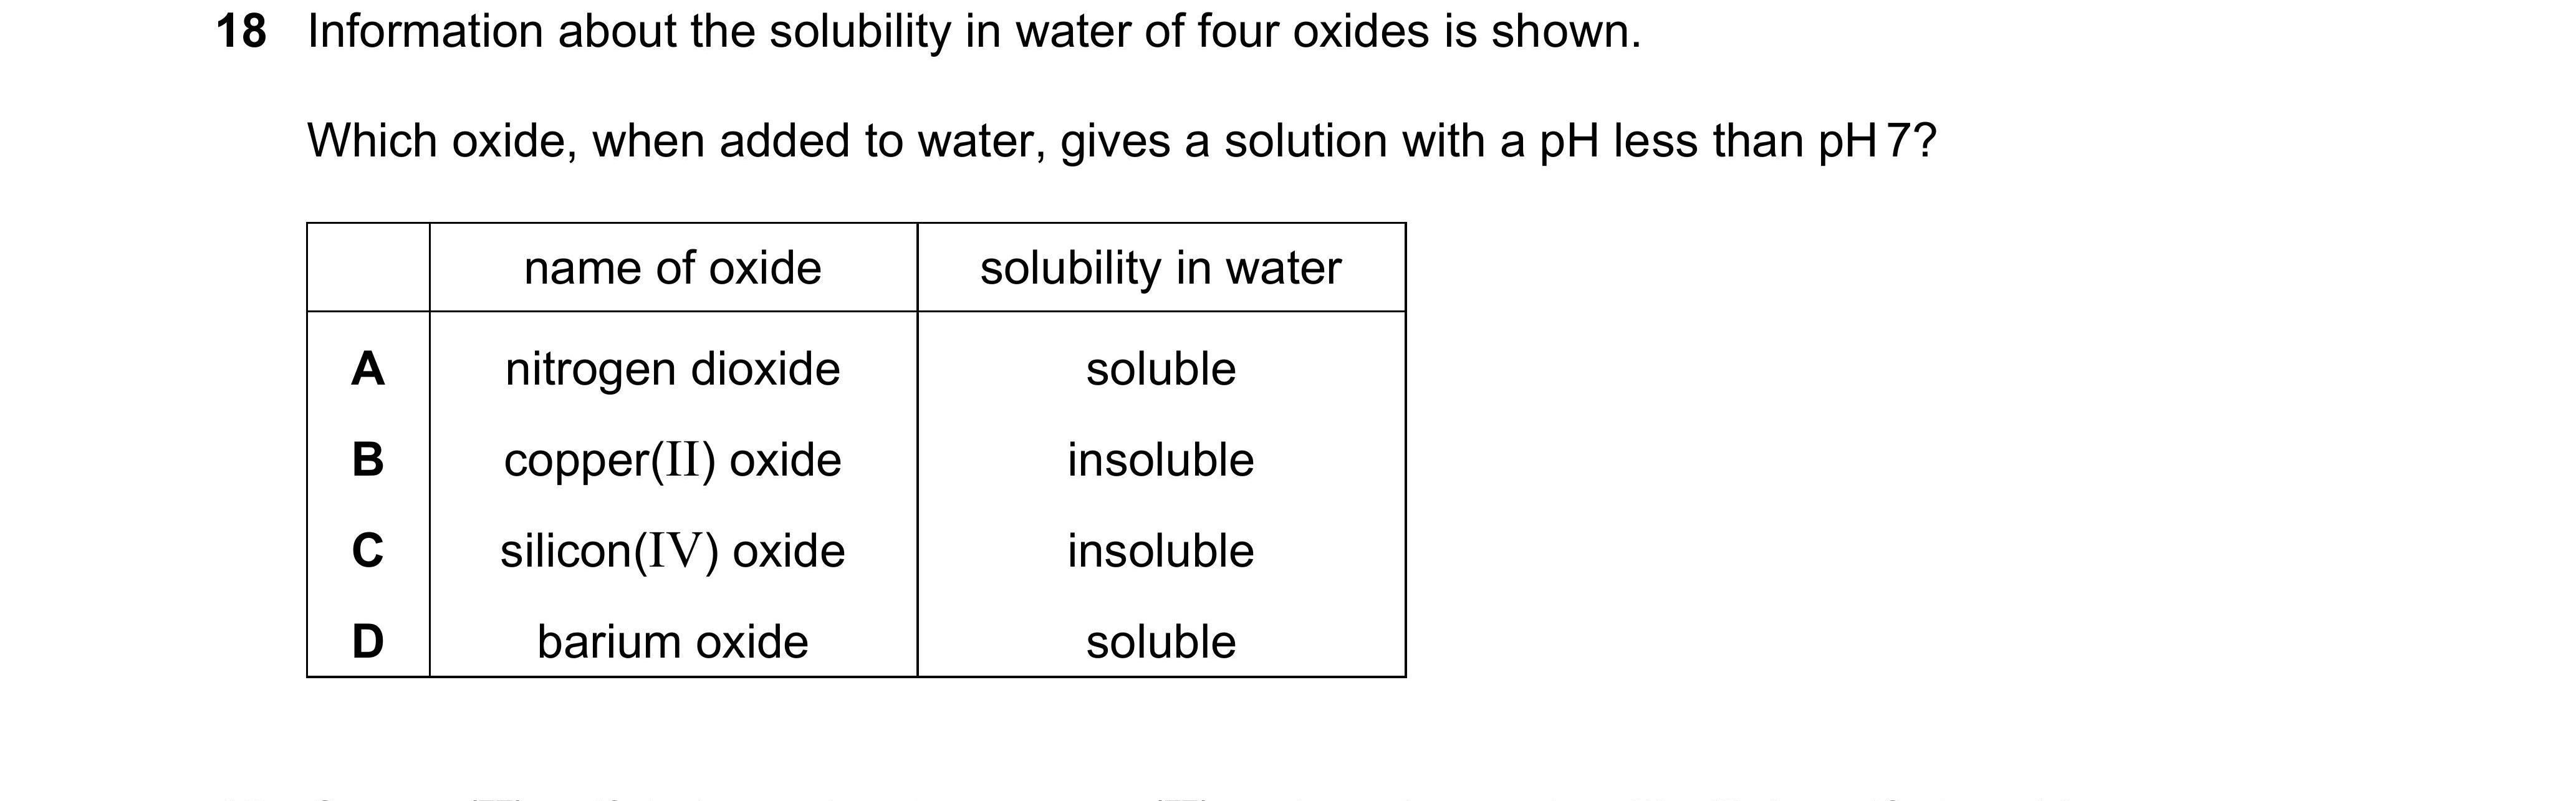 18 Information about the solubility in water of four oxides is shown.
Which oxide, when added to water, gives a solution with a pH less than pH 7?
name of oxide solubility in water
A nitrogen dioxide soluble
B copper(II) oxide insoluble
C silicon(IV) oxide insoluble
D barium oxide soluble